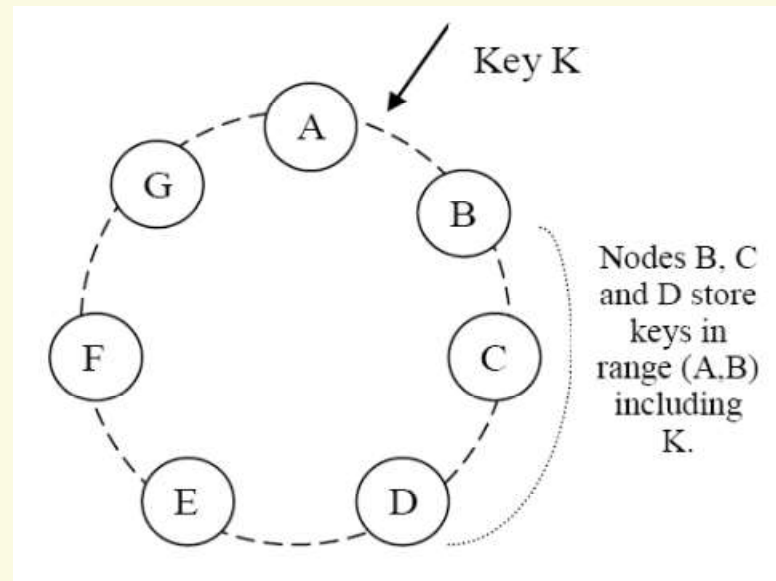 Key K
A
G
B
Nodes B, C
and D store
keys in
range (A,B)
including
K.
F
C
E
D